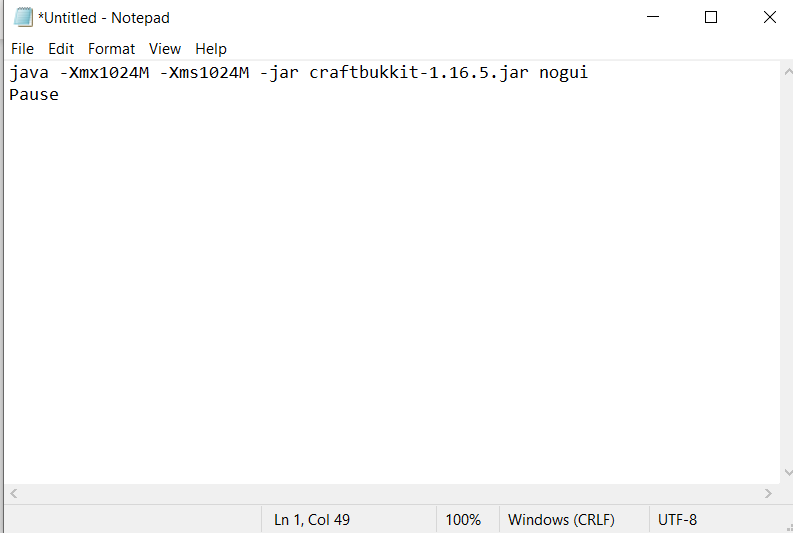 *Untitled - Notepad
File Edit Format View Help
java -Xmx1024M -Xms1024M -jar craftbukkit-1.16.5.jar nogui
Pause
Ln 1, Col 49 100% Windows (CRLF) UTF-8